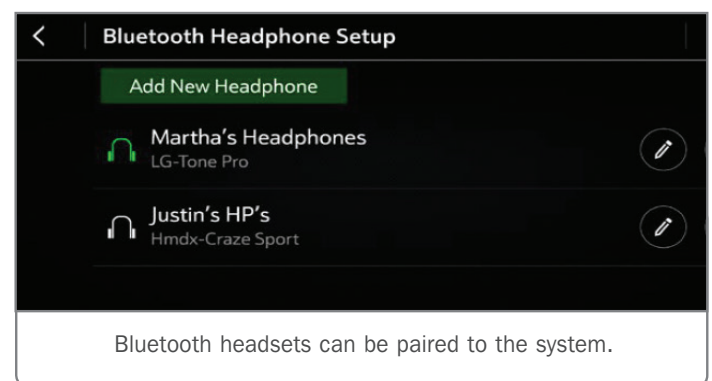 Bluetooth Headphone Setup
Add New Headphone
Martha's Headphones
LG-Tone Pro
Justin's HP's
Hmdx-Craze Sport
Bluetooth headsets can be paired to the system.